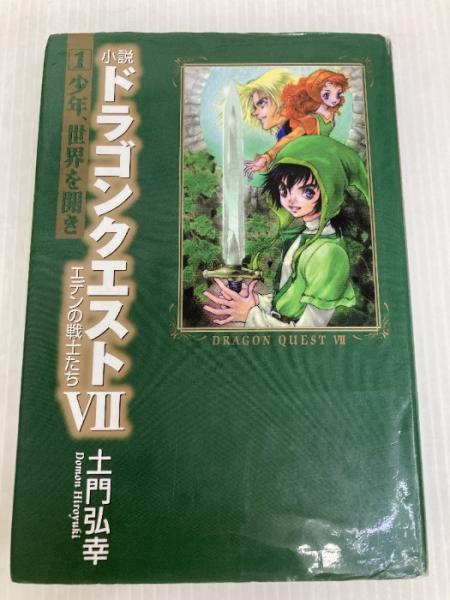 小説
ドラゴンクエストVII
エデンの戦士たち
1 少年、世界を開き
土門弘幸
Domon Hiroyuki
DRAGON QUEST VII